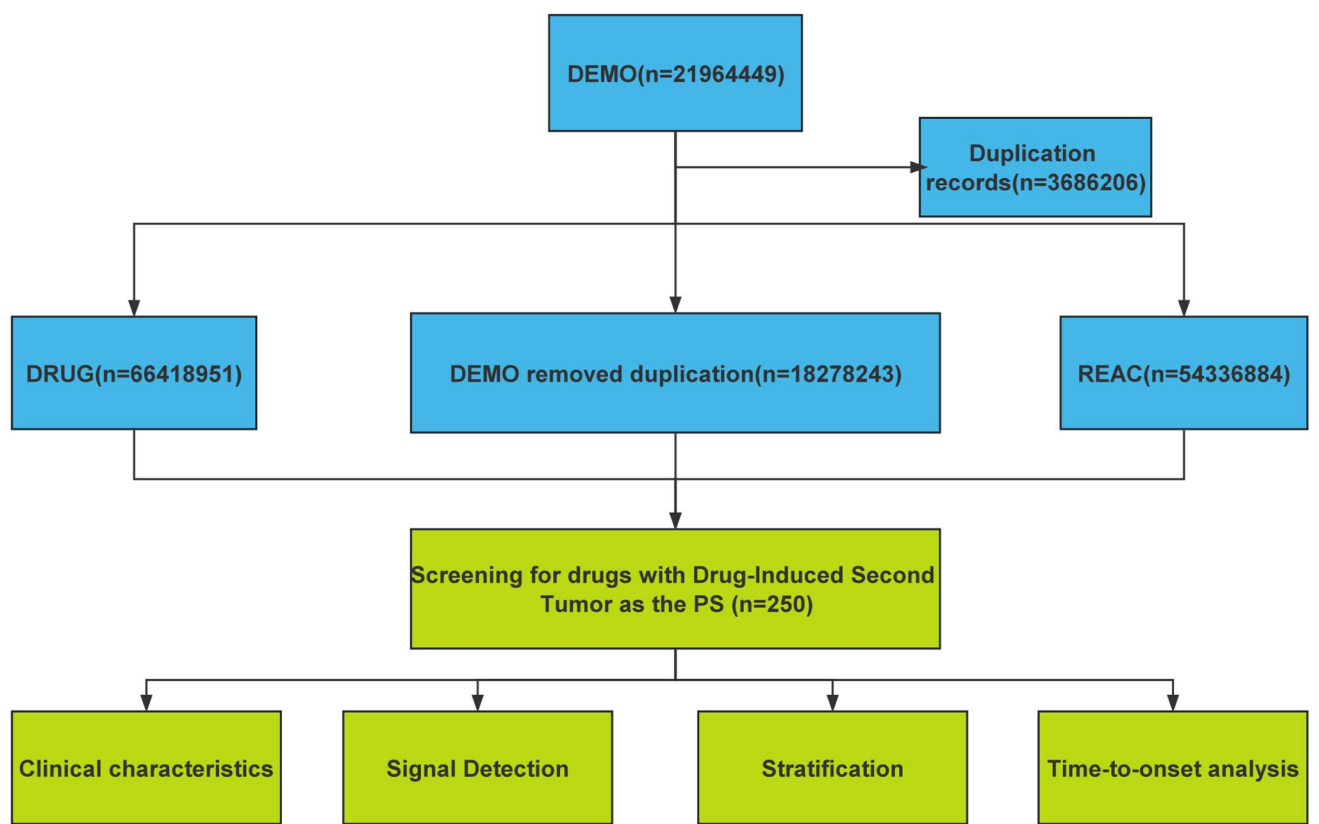 DEMO(n=21964449)
Duplication
records(n=3686206)
DRUG(n=66418951)
DEMO removed duplication(n=18278243)
REAC(n=54336884)
Screening for drugs with Drug-Induced Second
Tumor as the PS (n=250)
Clinical characteristics
Signal Detection
Stratification
Time-to-onset analysis